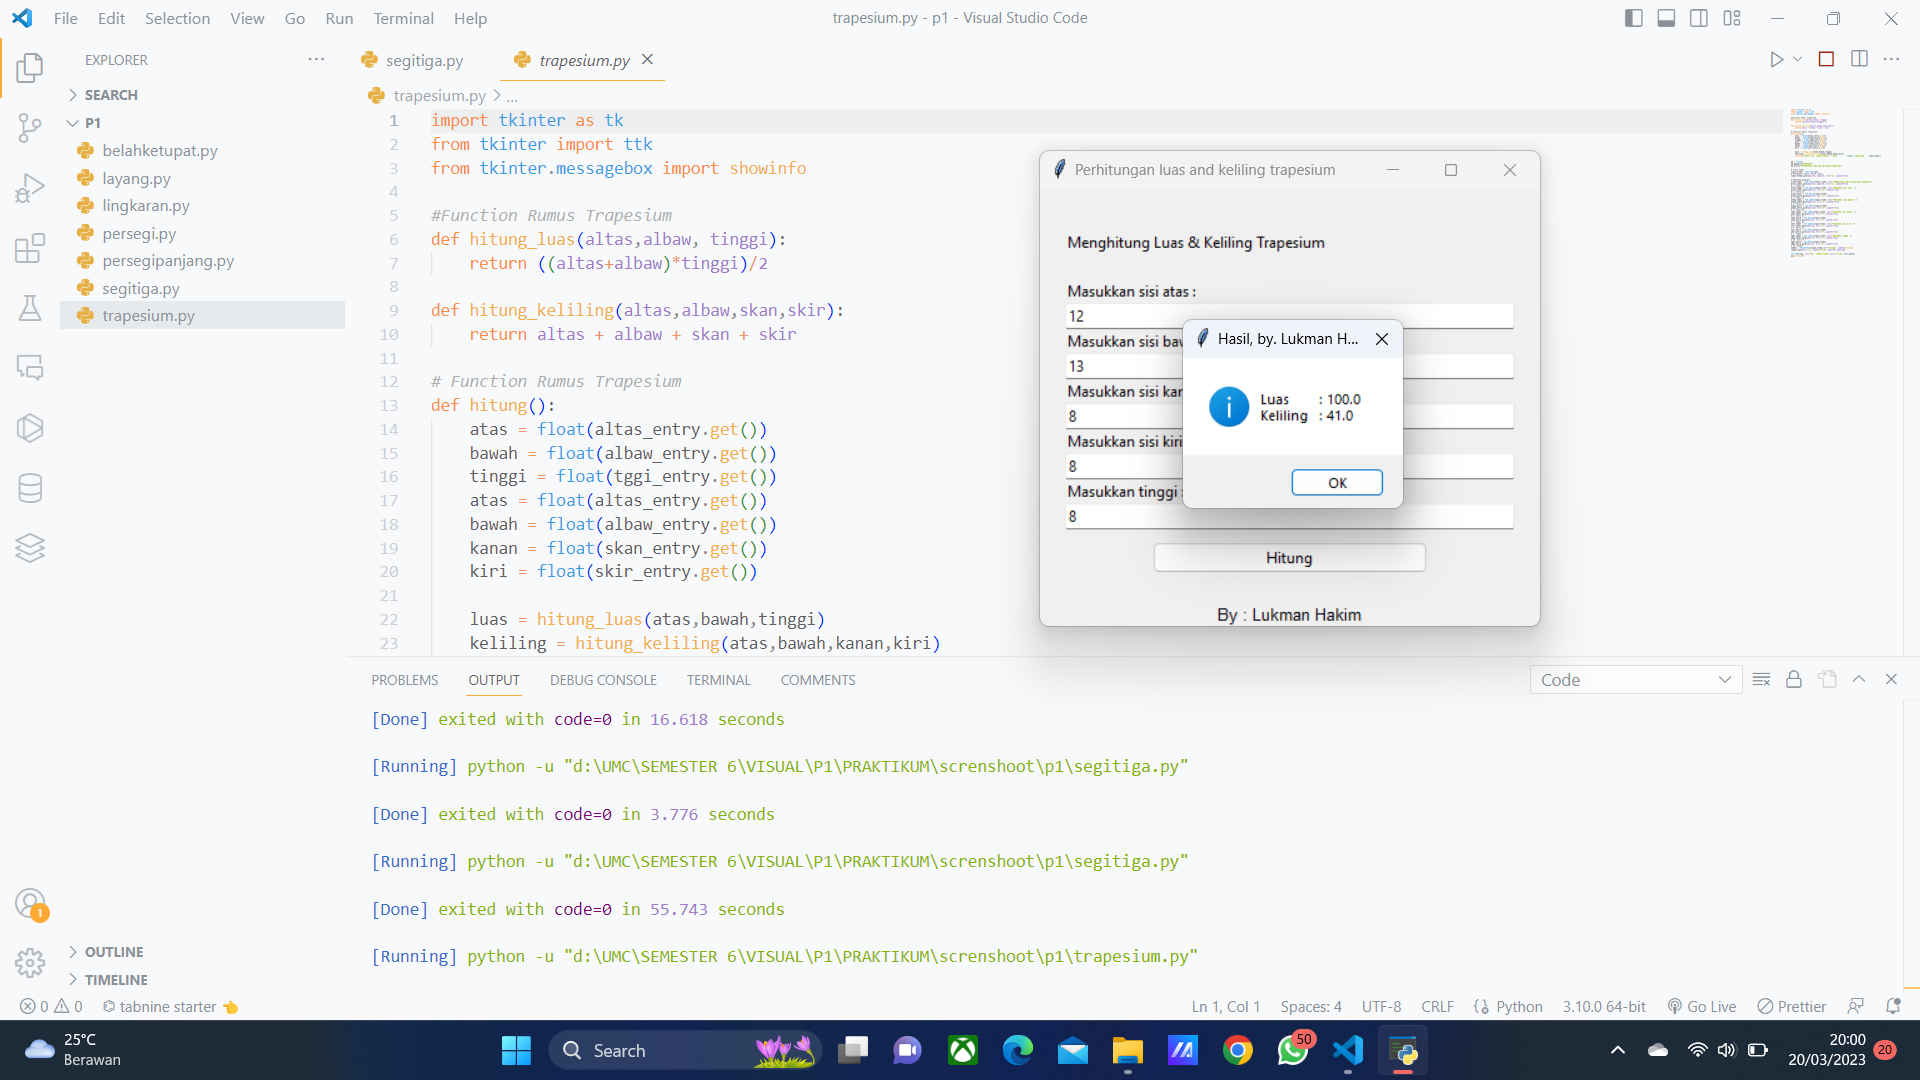 File Edit Selection View Go Run Terminal Help
trapesium.py - p1 - Visual Studio Code
EXPLORER
SEARCH
P1
belahketupat.py
layang.py
lingkaran.py
persegi.py
persegipanjang.py
segitiga.py
trapesium.py
OUTLINE
TIMELINE
1
segitiga.py
trapesium.py
trapesium.py > ...
1 import tkinter as tk
2 from tkinter import ttk
3 from tkinter.messagebox import showinfo
4
5 #Function Rumus Trapesium
6 def hitung_luas(altas,albaw, tinggi):
7 return ((altas+albaw)*tinggi)/2
8
9 def hitung_keliling(altas,albaw,skan,skir):
10 return altas + albaw + skan + skir
11
12 # Function Rumus Trapesium
13 def hitung():
14 atas = float(altas_entry.get())
15 bawah = float(albaw_entry.get())
16 tinggi = float(tggi_entry.get())
17 atas = float(altas_entry.get())
18 bawah = float(albaw_entry.get())
19 kanan = float(skan_entry.get())
20 kiri = float(skir_entry.get())
21
22 luas = hitung_luas(atas,bawah,tinggi)
23 keliling = hitung_keliling(atas,bawah,kanan,kiri)
Perhitungan luas and keliling trapesium
Menghitung Luas & Keliling Trapesium
Masukkan sisi atas :
12
Masukkan sisi baw
13
Masukkan sisi kan
8
Masukkan sisi kiri
8
Masukkan tinggi :
8
Hitung
By : Lukman Hakim
Hasil, by. Lukman H...
Luas : 100.0
Keliling : 41.0
OK
PROBLEMS OUTPUT DEBUG CONSOLE TERMINAL COMMENTS
Code
[Done] exited with code=0 in 16.618 seconds
[Running] python -u "d:\UMC\SEMESTER 6\VISUAL\P1\PRAKTIKUM\screnshoot\p1\segitiga.py"
[Done] exited with code=0 in 3.776 seconds
[Running] python -u "d:\UMC\SEMESTER 6\VISUAL\P1\PRAKTIKUM\screnshoot\p1\segitiga.py"
[Done] exited with code=0 in 55.743 seconds
[Running] python -u "d:\UMC\SEMESTER 6\VISUAL\P1\PRAKTIKUM\screnshoot\p1\trapesium.py"
0 0 tabnine starter
Ln 1, Col 1 Spaces: 4 UTF-8 CRLF Python 3.10.0 64-bit Go Live Prettier
25°C
Berawan
Search
50
20:00
20/03/2023
20